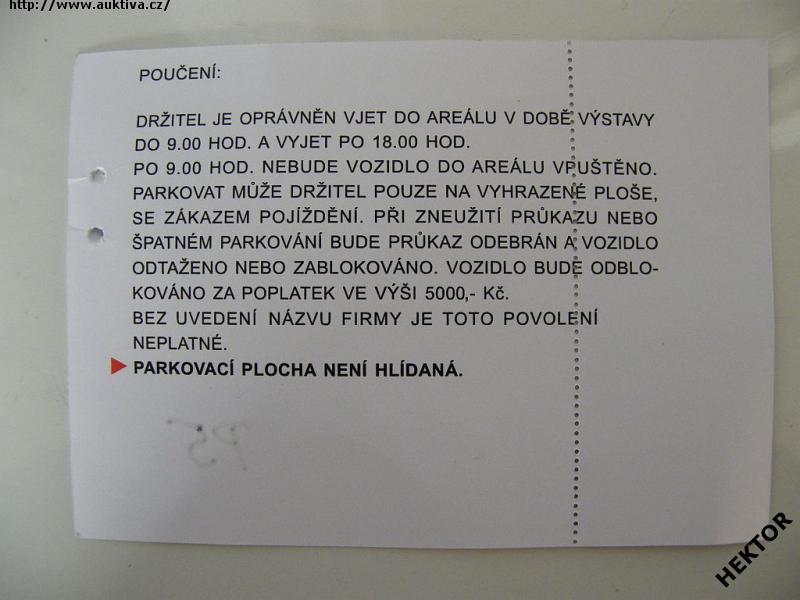 http://www.auktiva.cz/
POUČENÍ:
DRŽITEL JE OPRÁVNĚN VJET DO AREÁLU V DOBĚ VÝSTAVY
DO 9.00 HOD. A VYJET PO 18.00 HOD.
PO 9.00 HOD. NEBUDE VOZIDLO DO AREÁLU VPUŠTĚNO.
PARKOVAT MŮŽE DRŽITEL POUZE NA VYHRAZENÉ PLOŠE,
SE ZÁKAZEM POJÍŽDĚNÍ. PŘI ZNEUŽITÍ PRŮKAZU NEBO
ŠPATNÉM PARKOVÁNÍ BUDE PRŮKAZ ODEBRÁN A VOZIDLO
ODTAŽENO NEBO ZABLOKOVÁNO. VOZIDLO BUDE ODBLO-
KOVÁNO ZA POPLATEK VE VÝŠI 5000,- Kč.
BEZ UVEDENÍ NÁZVU FIRMY JE TOTO POVOLENÍ
NEPLATNÉ.
PARKOVACÍ PLOCHA NENÍ HLÍDANÁ.
HEKTOR